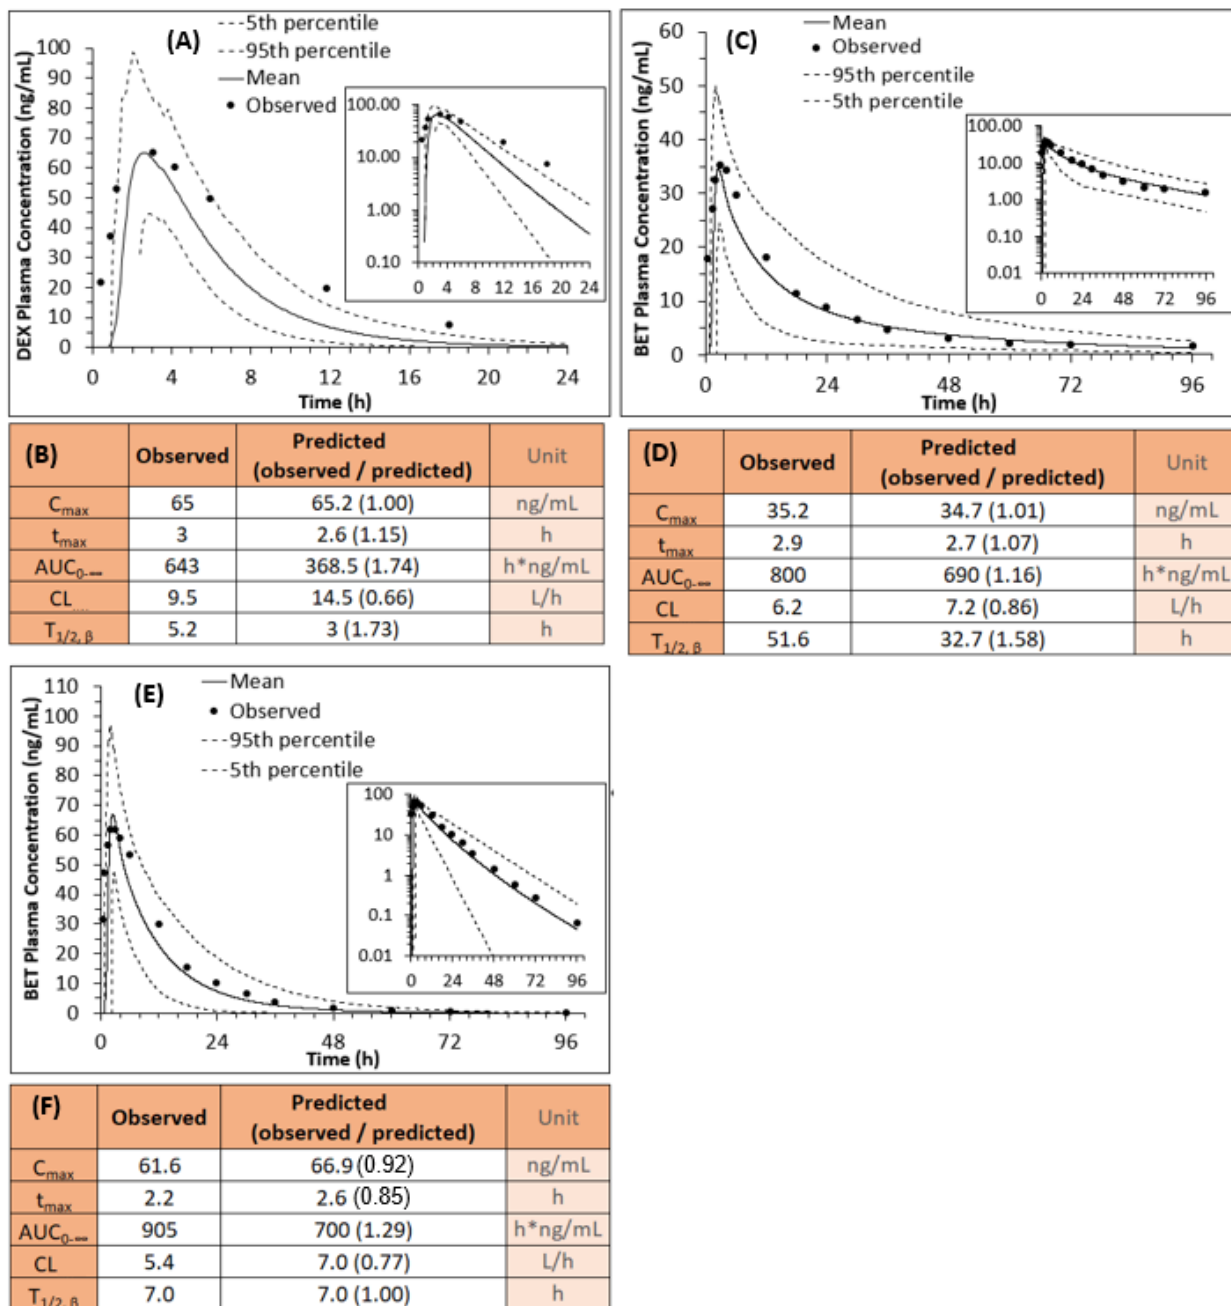 (A)
5th percentile
95th percentile
Mean
Observed
DEX Plasma Concentration (ng/mL)
100
90
80
70
60
50
40
30
20
10
0
0 4 8 12 16 20 24
Time (h)
100.00
10.00
1.00
0.10
0 4 8 12 16 20 24
(C)
Mean
Observed
95th percentile
5th percentile
BET Plasma Concentration (ng/mL)
60
50
40
30
20
10
0
0 24 48 72 96
Time (h)
100.00
10.00
1.00
0.10
0.01
0 24 48 72 96
(B) Observed Predicted (observed / predicted) Unit
Cmax 65 65.2 (1.00) ng/mL
tmax 3 2.6 (1.15) h
AUC0-∞ 643 368.5 (1.74) h*ng/mL
CL 9.5 14.5 (0.66) L/h
T1/2, β 5.2 3 (1.73) h
(D) Observed Predicted (observed / predicted) Unit
Cmax 35.2 34.7 (1.01) ng/mL
tmax 2.9 2.7 (1.07) h
AUC0-∞ 800 690 (1.16) h*ng/mL
CL 6.2 7.2 (0.86) L/h
T1/2, β 51.6 32.7 (1.58) h
(E)
Mean
Observed
95th percentile
5th percentile
BET Plasma Concentration (ng/mL)
110
100
90
80
70
60
50
40
30
20
10
0
0 24 48 72 96
Time (h)
100
10
1
0.1
0.01
0 24 48 72 96
(F) Observed Predicted (observed / predicted) Unit
Cmax 61.6 66.9 (0.92) ng/mL
tmax 2.2 2.6 (0.85) h
AUC0-∞ 905 700 (1.29) h*ng/mL
CL 5.4 7.0 (0.77) L/h
T1/2, β 7.0 7.0 (1.00) h